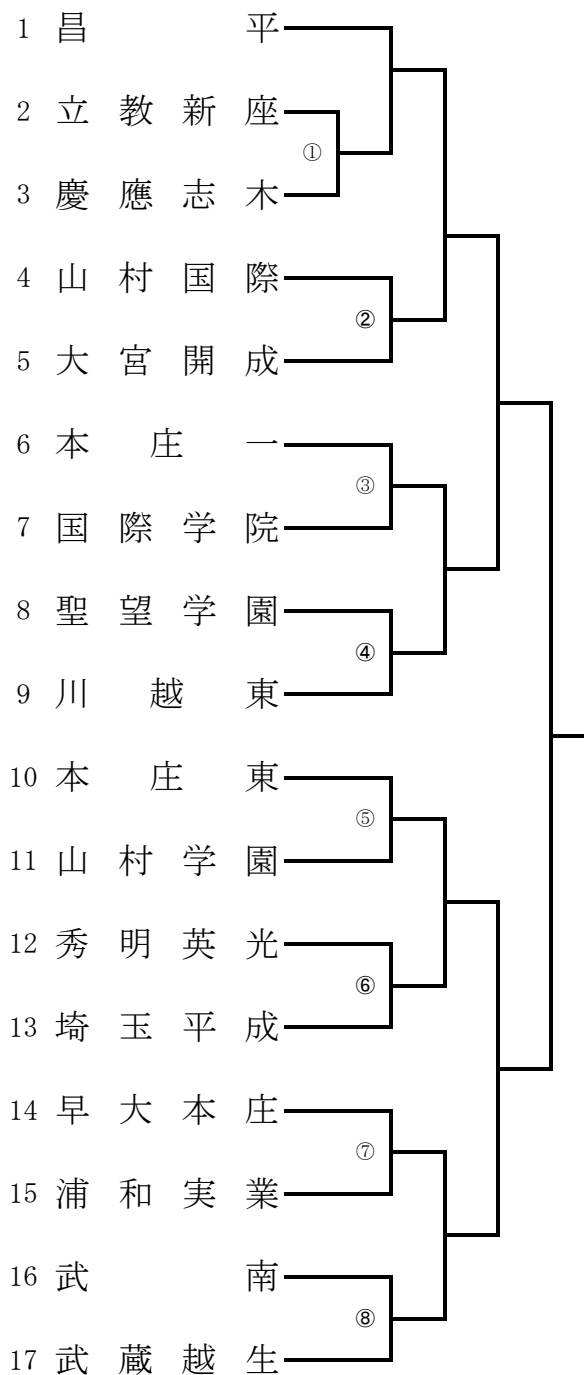 1 昌平
2 立教新座
①
3 慶應志木
4 山村国際
②
5 大宮開成
6 本庄一
③
7 国際学院
8 聖望学園
④
9 川越東
10 本庄東
⑤
11 山村学園
12 秀明英光
⑥
13 埼玉平成
14 早大本庄
⑦
15 浦和実業
16 武南
⑧
17 武蔵越生